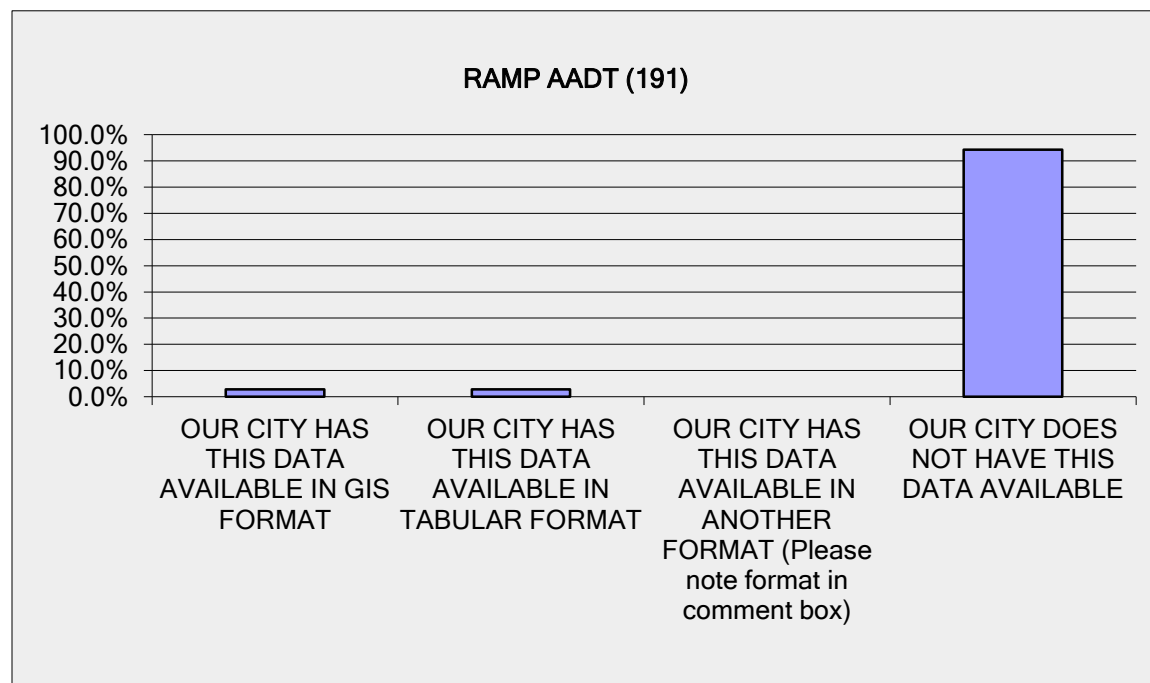 RAMP AADT (191)
100.0%
90.0%
80.0%
70.0%
60.0%
50.0%
40.0%
30.0%
20.0%
10.0%
0.0%
OUR CITY HAS
THIS DATA
AVAILABLE IN GIS
FORMAT
OUR CITY HAS
THIS DATA
AVAILABLE IN
TABULAR FORMAT
OUR CITY HAS
THIS DATA
AVAILABLE IN
ANOTHER
FORMAT (Please
note format in
comment box)
OUR CITY DOES
NOT HAVE THIS
DATA AVAILABLE